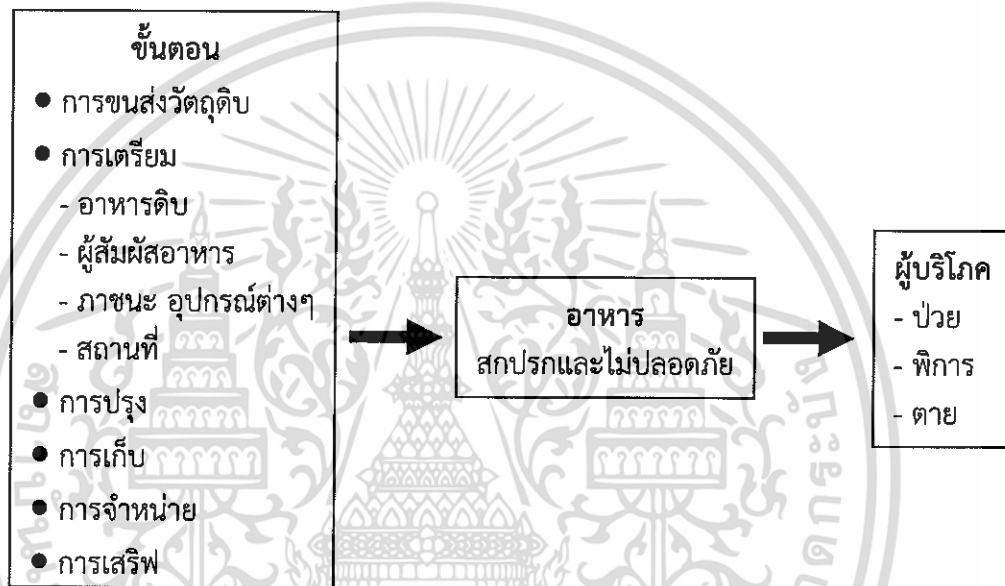 ขั้นตอน
● การขนส่งวัตถุดิบ
● การเตรียม
- อาหารดิบ
- ผู้สัมผัสอาหาร
- ภาชนะ อุปกรณ์ต่างๆ
- สถานที่
● การปรุง
● การเก็บ
● การจำหน่าย
● การเสริฟ
อาหาร
สกปรกและไม่ปลอดภัย
ผู้บริโภค
- ป่วย
- พิการ
- ตาย